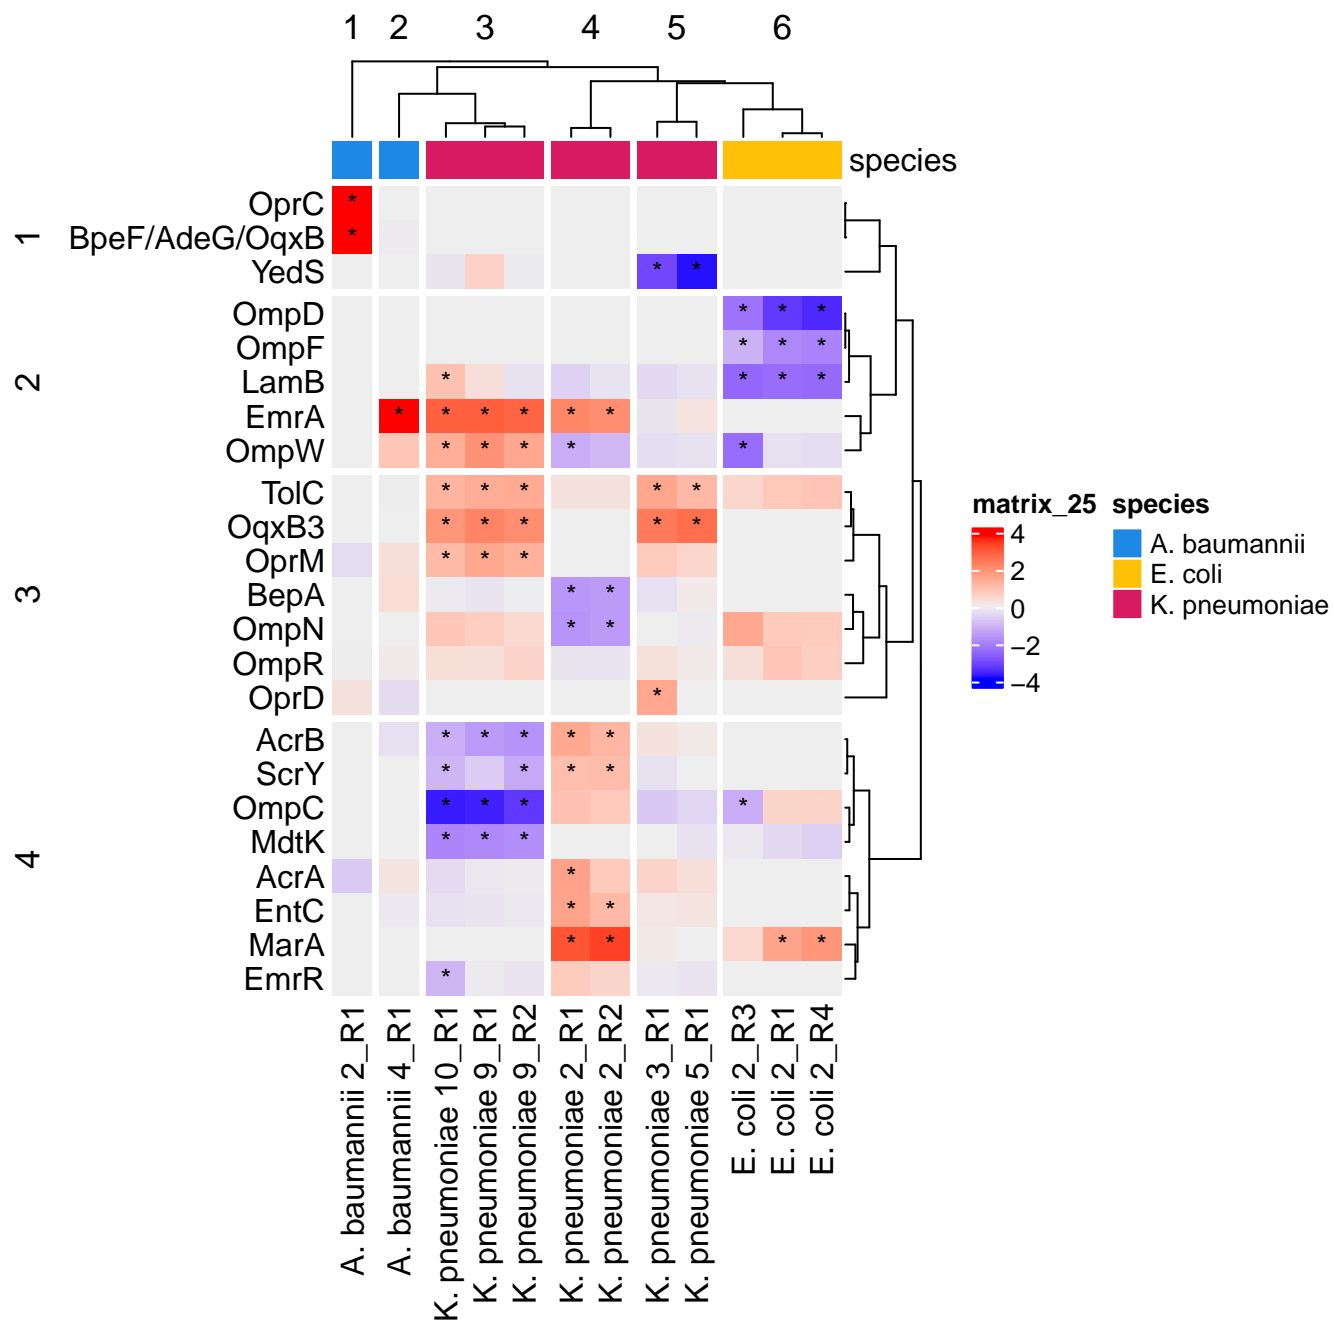 1 2 3 4 5 6
species
1
OprC *
BpeF/AdeG/OqxB *
YedS * *
2
OmpD * * *
OmpF * * *
LamB * * * *
EmrA * * * * * *
OmpW * * * * *
3
TolC * * * * *
OqxB3 * * * * *
OprM * * *
BepA * *
OmpN * *
OmpR
OprD *
4
AcrB * * * * *
ScrY * * * *
OmpC * * * *
MdtK * * *
AcrA *
EntC * *
MarA * * * *
EmrR *
A. baumannii 2_R1
A. baumannii 4_R1
K. pneumoniae 10_R1
K. pneumoniae 9_R1
K. pneumoniae 9_R2
K. pneumoniae 2_R1
K. pneumoniae 2_R2
K. pneumoniae 3_R1
K. pneumoniae 5_R1
E. coli 2_R3
E. coli 2_R1
E. coli 2_R4
matrix_25
4
2
0
−2
−4
species
A. baumannii
E. coli
K. pneumoniae